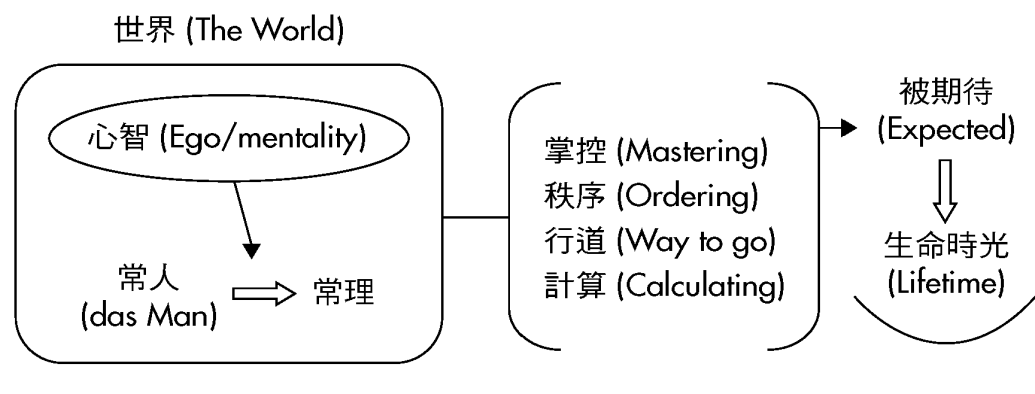 世界 (The World)
心智 (Ego/mentality)
常人
(das Man)
常理
掌控 (Mastering)
秩序 (Ordering)
行道 (Way to go)
計算 (Calculating)
被期待
(Expected)
生命時光
(Lifetime)